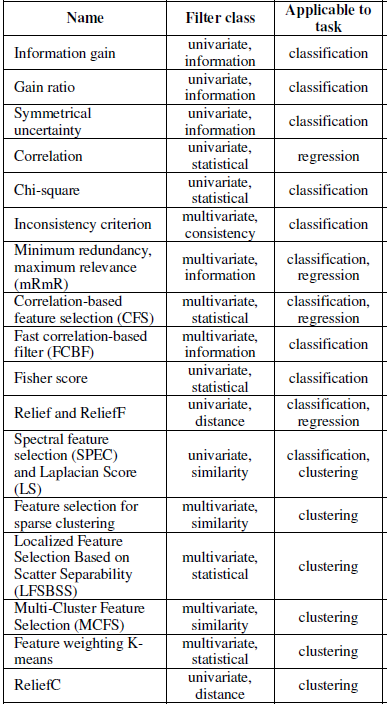 Name
Filter class
Applicable to
task
Information gain
univariate,
information
classification
Gain ratio
univariate,
information
classification
Symmetrical
uncertainty
univariate,
information
classification
Correlation
univariate,
statistical
regression
Chi-square
univariate,
statistical
classification
Inconsistency criterion
multivariate,
consistency
classification
Minimum redundancy,
maximum relevance
(mRmR)
multivariate,
information
classification,
regression
Correlation-based
feature selection (CFS)
multivariate,
statistical
classification,
regression
Fast correlation-based
filter (FCBF)
multivariate,
information
classification
Fisher score
univariate,
statistical
classification
Relief and ReliefF
univariate,
distance
classification,
regression
Spectral feature
selection (SPEC)
and Laplacian Score
(LS)
univariate,
similarity
classification,
clustering
Feature selection for
sparse clustering
multivariate,
similarity
clustering
Localized Feature
Selection Based on
Scatter Separability
(LFSBSS)
multivariate,
statistical
clustering
Multi-Cluster Feature
Selection (MCFS)
multivariate,
similarity
clustering
Feature weighting K-
means
multivariate,
statistical
clustering
ReliefC
univariate,
distance
clustering